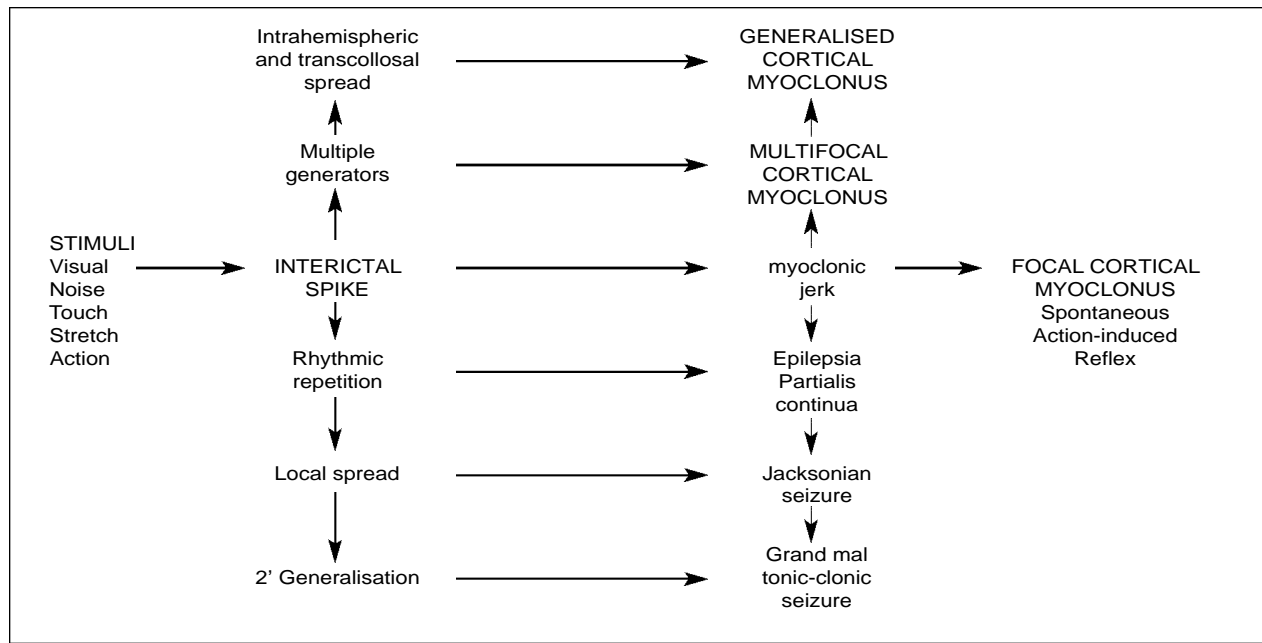 Intrahemispheric
and transcollosal
spread
GENERALISED
CORTICAL
MYOCLONUS
Multiple
generators
MULTIFOCAL
CORTICAL
MYOCLONUS
STIMULI
Visual
Noise
Touch
Stretch
Action
INTERICTAL
SPIKE
myoclonic
jerk
FOCAL CORTICAL
MYOCLONUS
Spontaneous
Action-induced
Reflex
Rhythmic
repetition
Epilepsia
Partialis
continua
Local spread
Jacksonian
seizure
2’ Generalisation
Grand mal
tonic-clonic
seizure